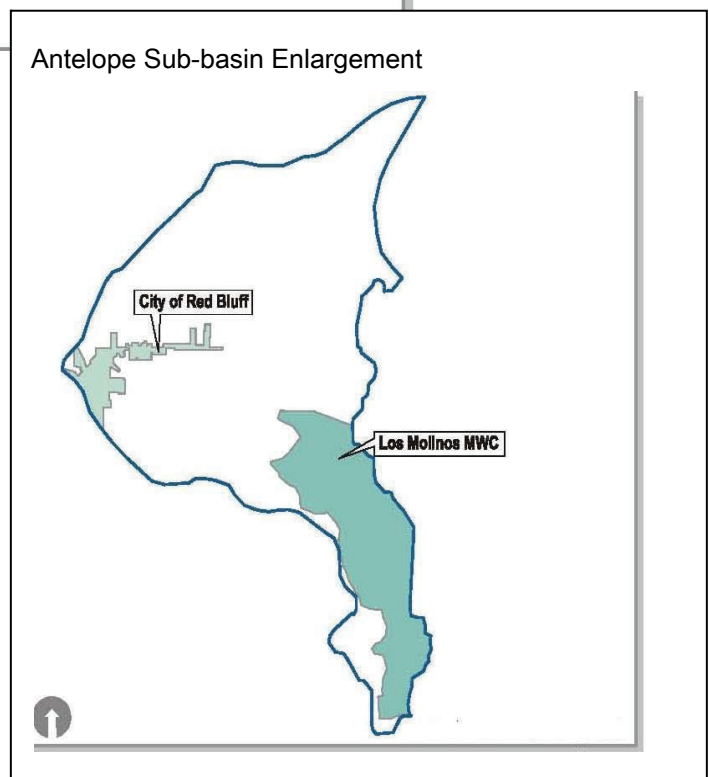 Antelope Sub-basin Enlargement
City of Red Bluff
Los Molinos MWC